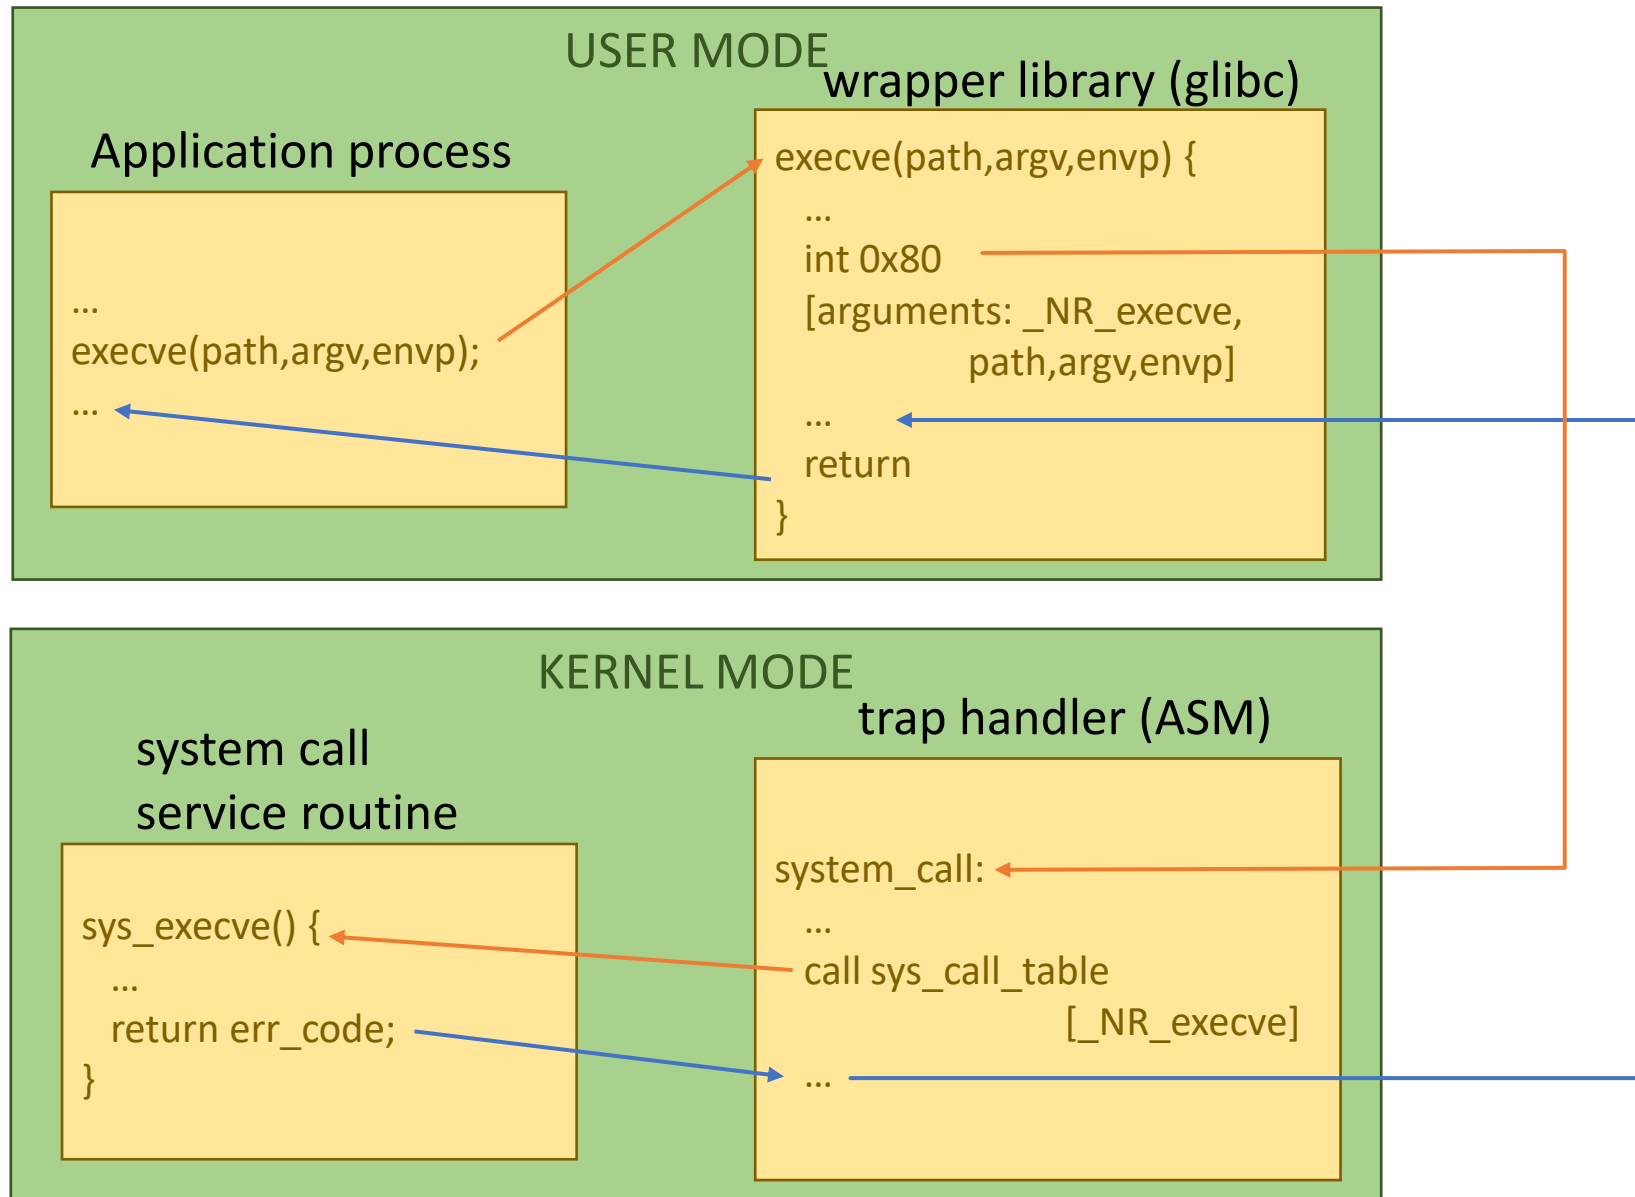 USER MODE
wrapper library (glibc)
Application process
...
execve(path,argv,envp);
...
execve(path,argv,envp) {
...
int 0x80
[arguments: _NR_execve,
path,argv,envp]
...
return
}
KERNEL MODE
trap handler (ASM)
system call
service routine
sys_execve() {
...
return err_code;
}
system_call:
...
call sys_call_table
[_NR_execve]
...